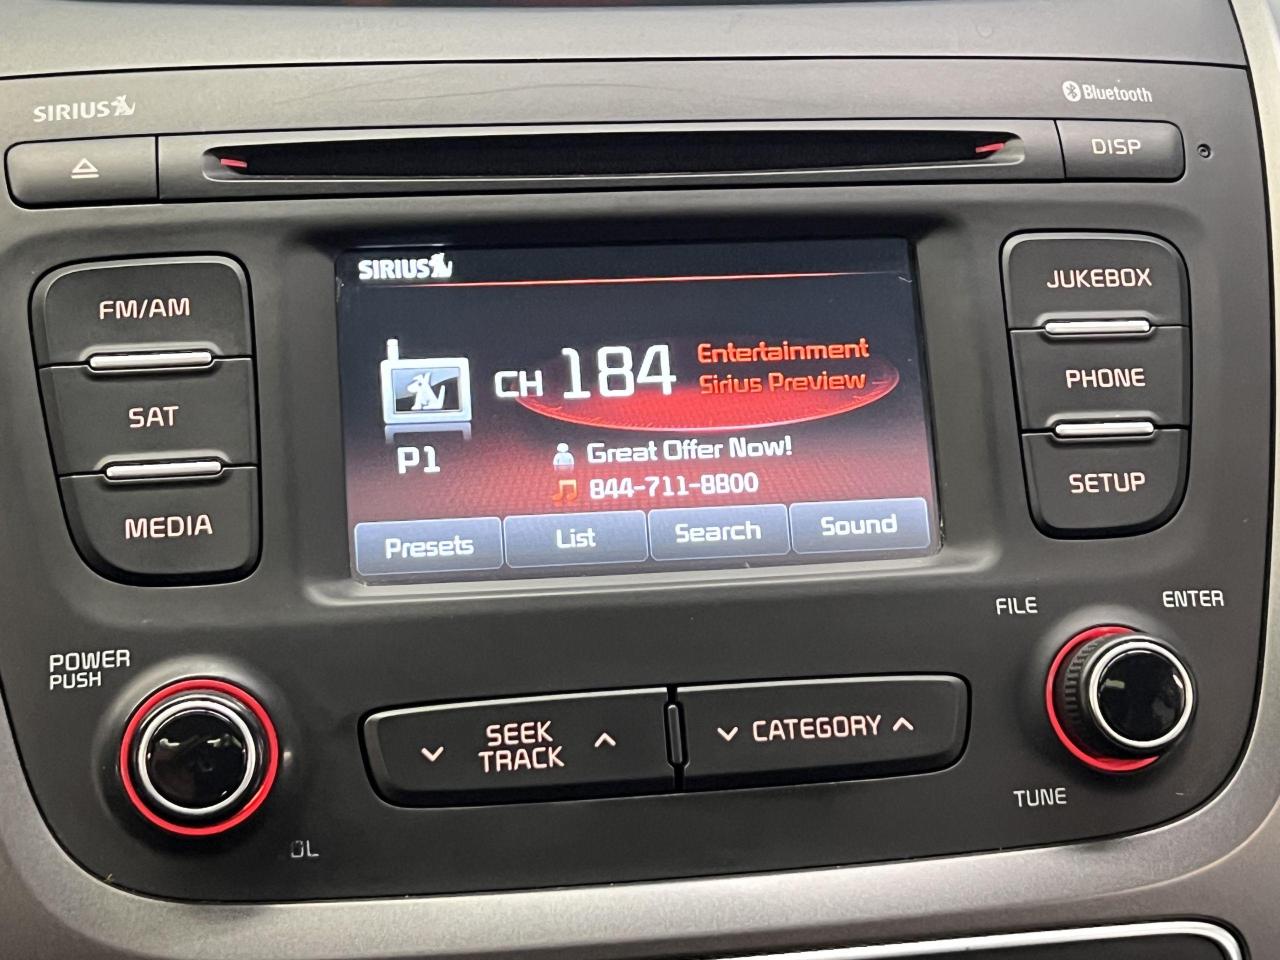 SIRIUS
Bluetooth
DISP
SIRIUS
FM/AM
SAT
MEDIA
CH 184
Entertainment
Sirius Preview
P1
Great Offer Now!
844-711-8800
Presets
List
Search
Sound
JUKEBOX
PHONE
SETUP
POWER
PUSH
SEEK
TRACK
CATEGORY
FILE
ENTER
TUNE